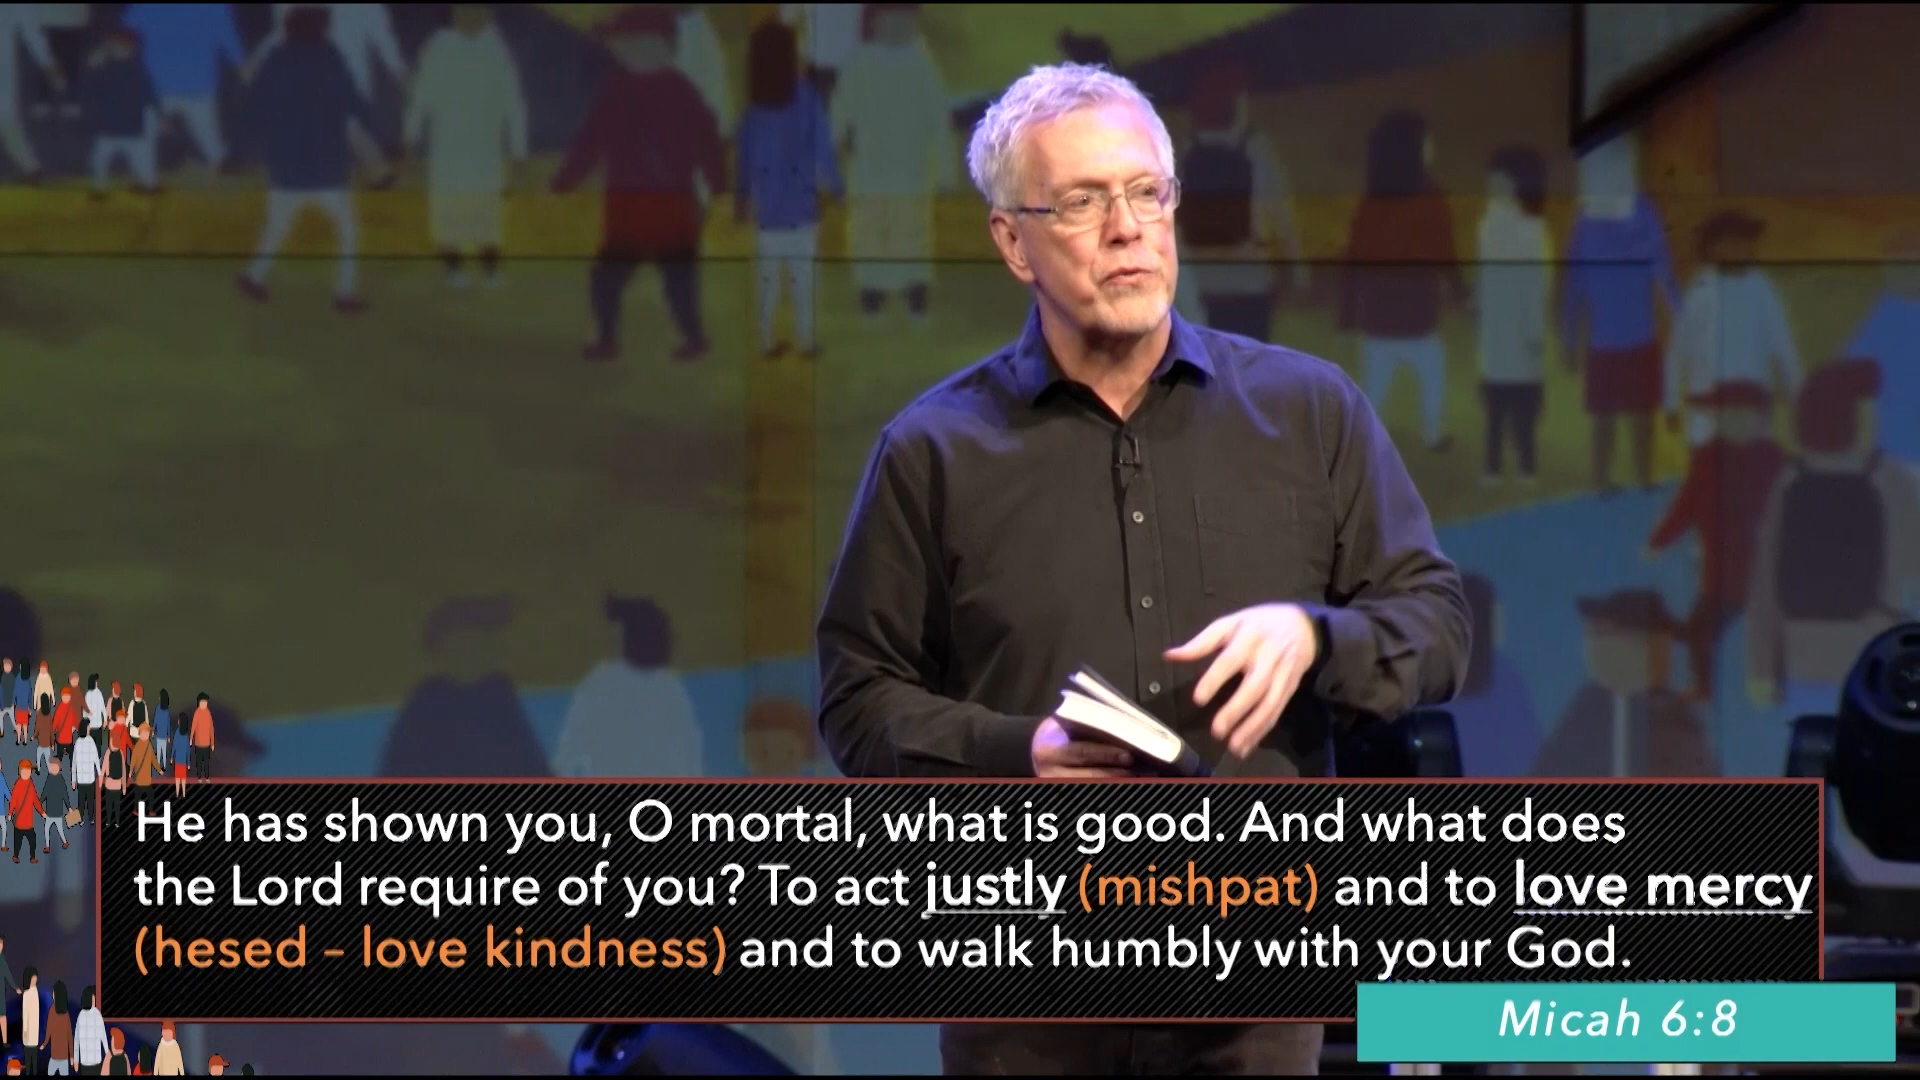 He has shown you, O mortal, what is good. And what does
the Lord require of you? To act justly (mishpat) and to love mercy
(hesed – love kindness) and to walk humbly with your God.
Micah 6:8